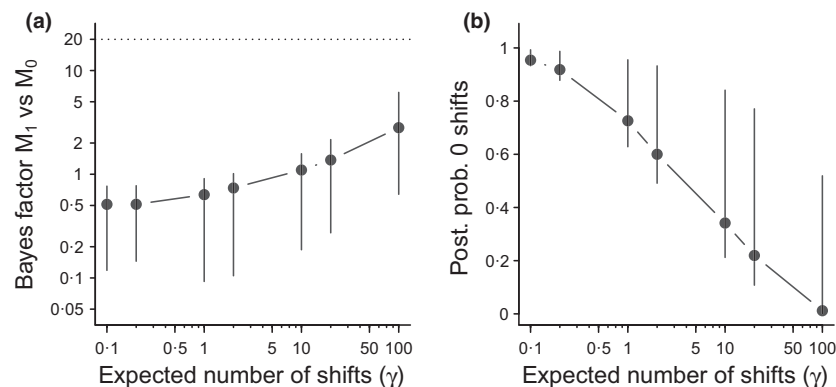 (a)
Bayes factor M₁ vs M₀
20
10
5
2
1
0·5
0·2
0·1
0·05
0·1 0·5 1 5 10 50 100
Expected number of shifts (γ)
(b)
Post. prob. 0 shifts
1
0·8
0·6
0·4
0·2
0
0·1 0·5 1 5 10 50 100
Expected number of shifts (γ)